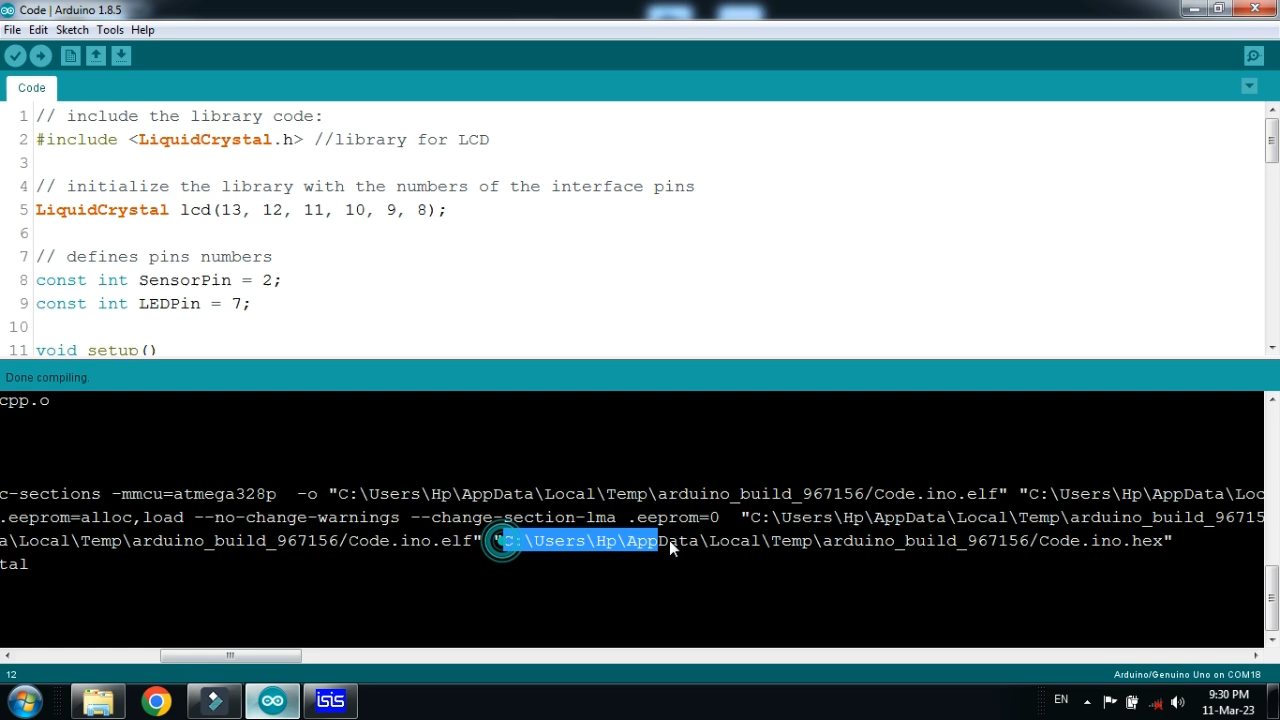 Code | Arduino 1.8.5
File Edit Sketch Tools Help
Code
1 // include the library code:
2 #include <LiquidCrystal.h> //library for LCD
3
4 // initialize the library with the numbers of the interface pins
5 LiquidCrystal lcd(13, 12, 11, 10, 9, 8);
6
7 // defines pins numbers
8 const int SensorPin = 2;
9 const int LEDPin = 7;
10
11 void setup()
Done compiling.
cpp.o
c-sections -mmcu=atmega328p -o "C:\Users\Hp\AppData\Local\Temp\arduino_build_967156/Code.ino.elf" "C:\Users\Hp\AppData\Loc
.eeprom=alloc,load --no-change-warnings --change-section-lma .eeprom=0 "C:\Users\Hp\AppData\Local\Temp\arduino_build_96715
a\Local\Temp\arduino_build_967156/Code.ino.elf" "C:\Users\Hp\AppData\Local\Temp\arduino_build_967156/Code.ino.hex"
tal
12
Arduino/Genuino Uno on COM18
isis
EN
9:30 PM
11-Mar-23